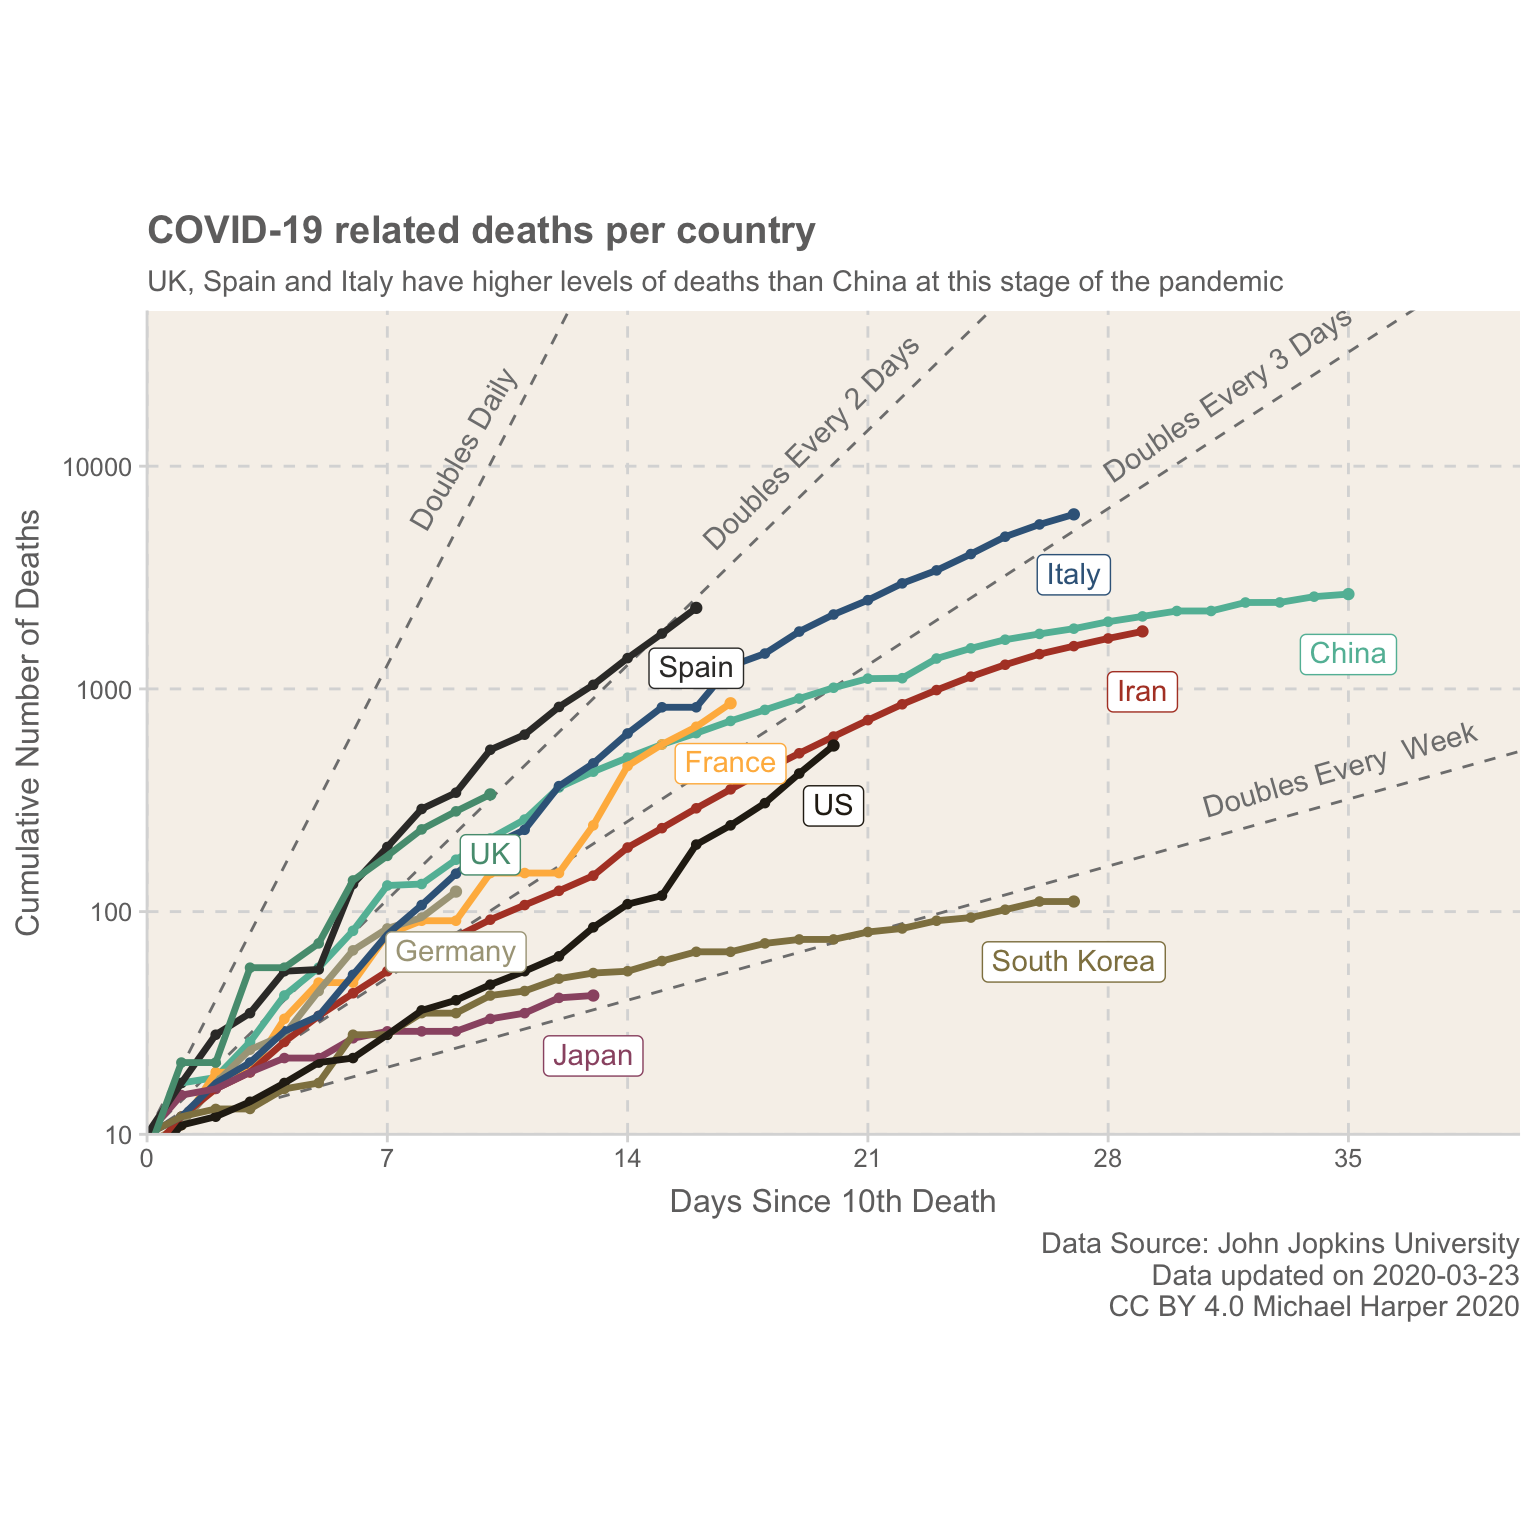 COVID-19 related deaths per country
UK, Spain and Italy have higher levels of deaths than China at this stage of the pandemic
Cumulative Number of Deaths
10000
1000
100
10
Doubles Daily
Doubles Every 2 Days
Doubles Every 3 Days
Doubles Every Week
Italy
China
Spain
Iran
France
US
UK
Germany
South Korea
Japan
0 7 14 21 28 35
Days Since 10th Death
Data Source: John Jopkins University
Data updated on 2020-03-23
CC BY 4.0 Michael Harper 2020